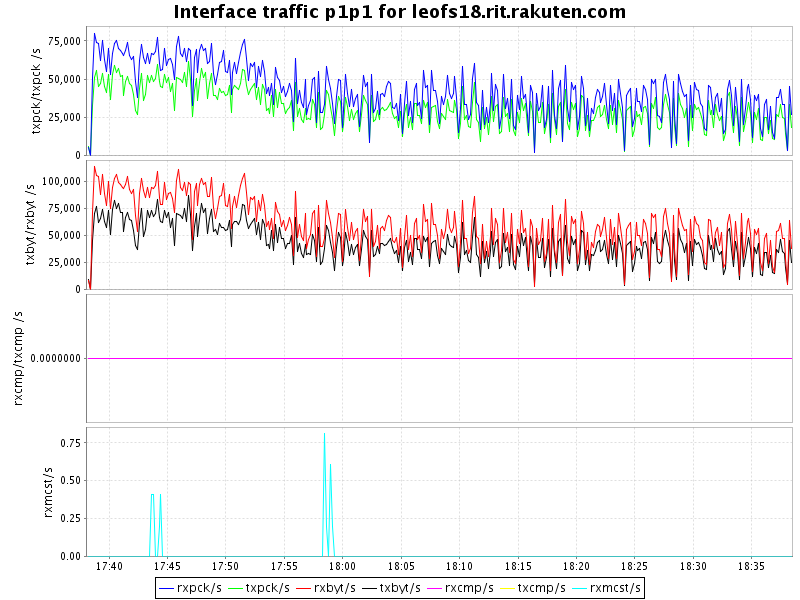 Interface traffic p1p1 for leofs18.rit.rakuten.com
txpck/txpck /s
75,000
50,000
25,000
0
txbyt/rxbyt /s
100,000
75,000
50,000
25,000
0
rxcmp/txcmp /s
0.0000000
rxmcst/s
0.75
0.50
0.25
0.00
17:40 17:45 17:50 17:55 18:00 18:05 18:10 18:15 18:20 18:25 18:30 18:35
rxpck/s txpck/s rxbyt/s txbyt/s rxcmp/s txcmp/s rxmcst/s